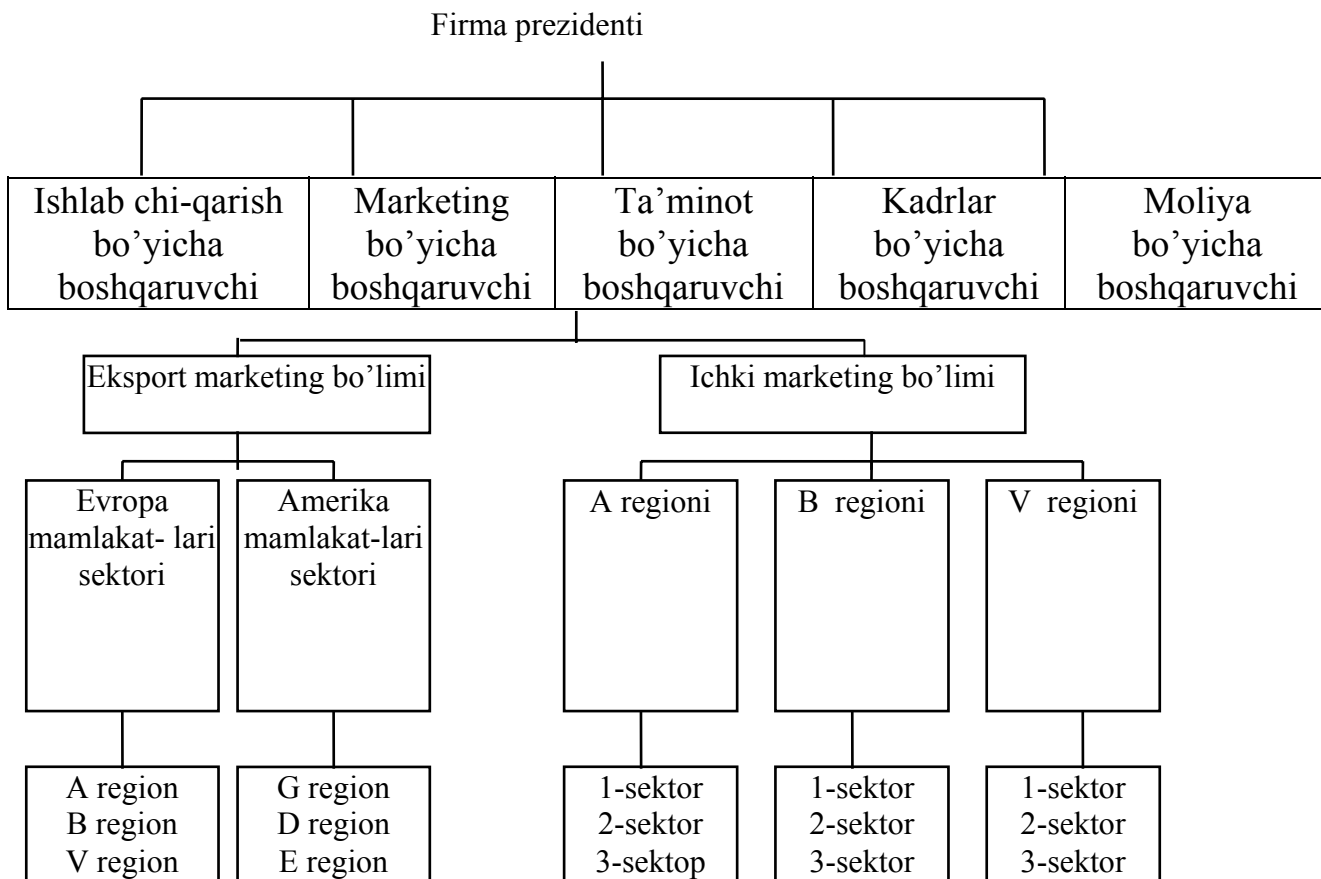 Firma prezidenti
Ishlab chi-qarish
bo’yicha
boshqaruvchi
Marketing
bo’yicha
boshqaruvchi
Ta’minot
bo’yicha
boshqaruvchi
Kadrlar
bo’yicha
boshqaruvchi
Moliya
bo’yicha
boshqaruvchi
Eksport marketing bo’limi
Ichki marketing bo’limi
Evropa
mamlakat- lari
sektori
Amerika
mamlakat-lari
sektori
A regioni
B regioni
V regioni
A region
B region
V region
G region
D region
E region
1-sektor
2-sektor
3-sektop
1-sektor
2-sektor
3-sektor
1-sektor
2-sektor
3-sektor